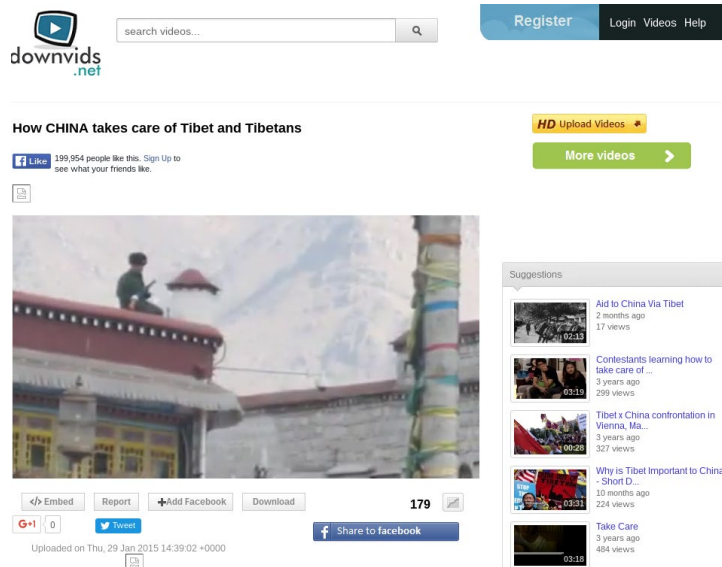 downvids
.net
search videos...
Register
Login Videos Help
How CHINA takes care of Tibet and Tibetans
HD Upload Videos
More videos
Like
199,954 people like this. Sign Up to
see what your friends like.
Suggestions
Aid to China Via Tibet
2 months ago
17 views
02:13
Contestants learning how to
take care of ...
3 years ago
299 views
03:19
Tibet x China confrontation in
Vienna, Ma...
3 years ago
327 views
00:28
Why is Tibet Important to China
- Short D...
10 months ago
224 views
03:31
Take Care
3 years ago
484 views
03:18
</> Embed
Report
+Add Facebook
Download
179
G+1
0
Tweet
Share to facebook
Uploaded on Thu, 29 Jan 2015 14:39:02 +0000